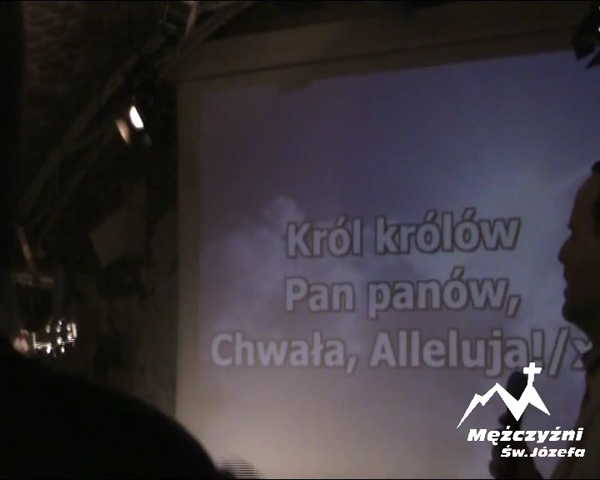 Król królów
Pan panów,
Chwała, Alleluja!/x
Mężczyźni
Św. Józefa